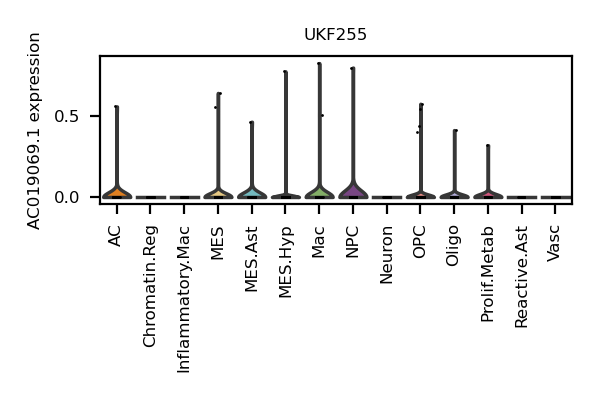 UKF255
AC019069.1 expression
0.5
0.0
AC
Chromatin.Reg
Inflammatory.Mac
MES
MES.Ast
MES.Hyp
Mac
NPC
Neuron
OPC
Oligo
Prolif.Metab
Reactive.Ast
Vasc